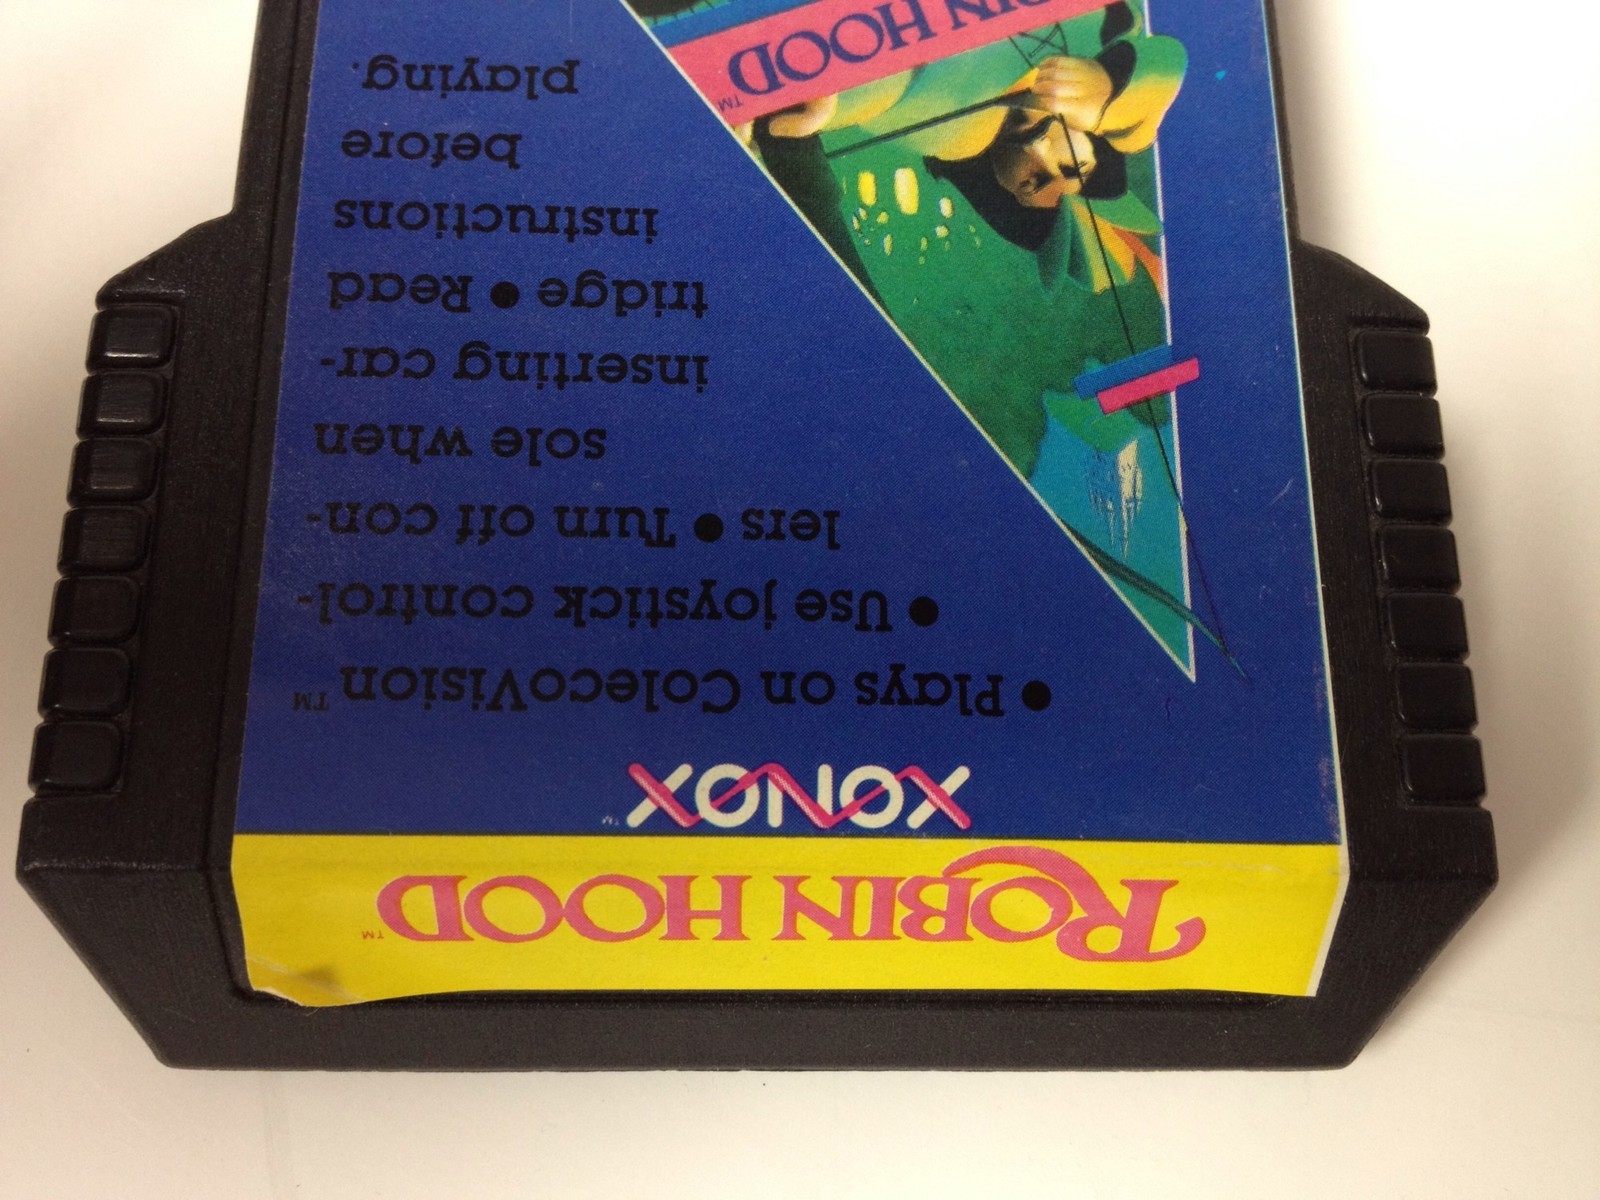 ROBIN HOOD™
XONOX™
• Plays on ColecoVision™
• Use joystick control-
lers • Turn off con-
sole when
inserting car-
tridge • Read
instructions
before
playing.
BIN HOOD™